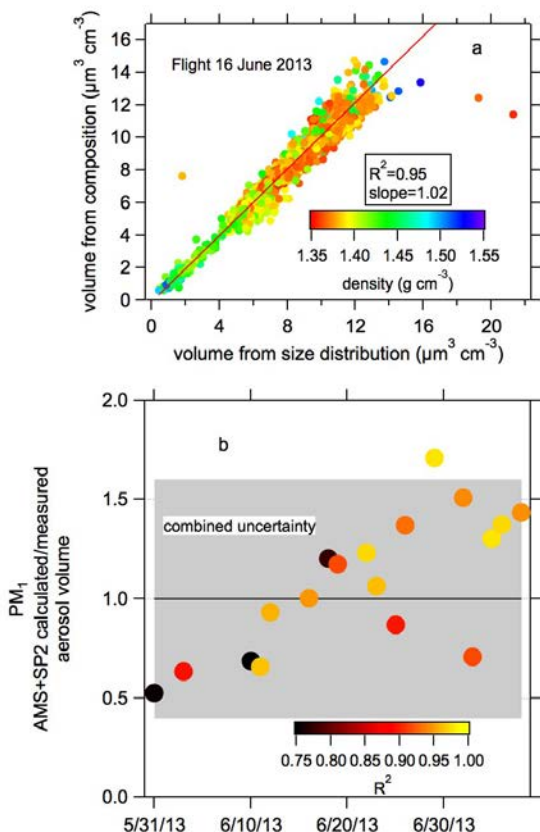 16
a
Flight 16 June 2013
14
12
10
8
6
4
2
0
volume from composition (µm³ cm⁻³)
R²=0.95
slope=1.02
1.35 1.40 1.45 1.50 1.55
density (g cm⁻³)
0 4 8 12 16 20
volume from size distribution (µm³ cm⁻³)
2.0
b
combined uncertainty
1.5
1.0
0.5
0.0
PM₁
AMS+SP2 calculated/measured
aerosol volume
0.75 0.80 0.85 0.90 0.95 1.00
R²
5/31/13 6/10/13 6/20/13 6/30/13